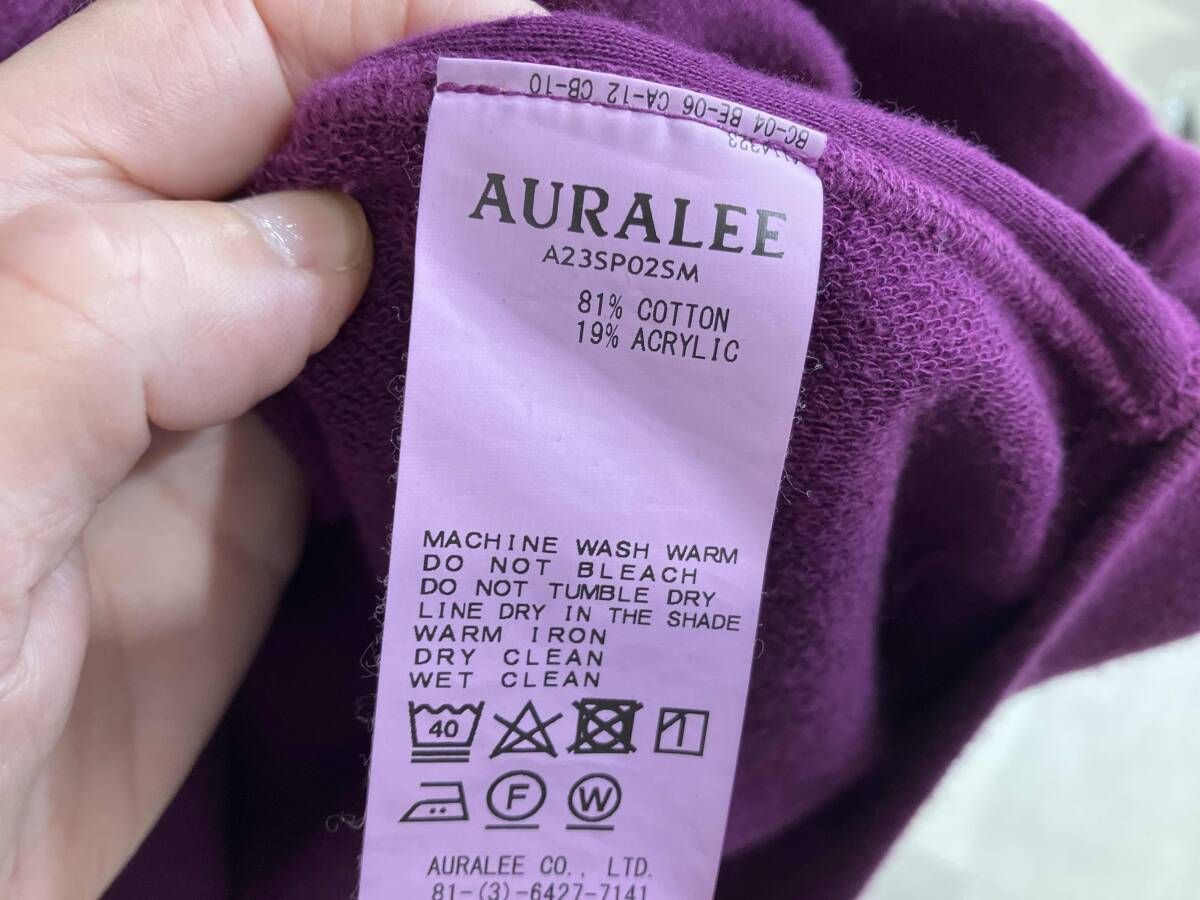 BC-04 BE-06 CA-12 CB-10
AURALEE
A23SP02SM
81% COTTON
19% ACRYLIC
MACHINE WASH WARM
DO NOT BLEACH
DO NOT TUMBLE DRY
LINE DRY IN THE SHADE
WARM IRON
DRY CLEAN
WET CLEAN
40
F W
AURALEE CO., LTD.
81-(3)-6427-7141